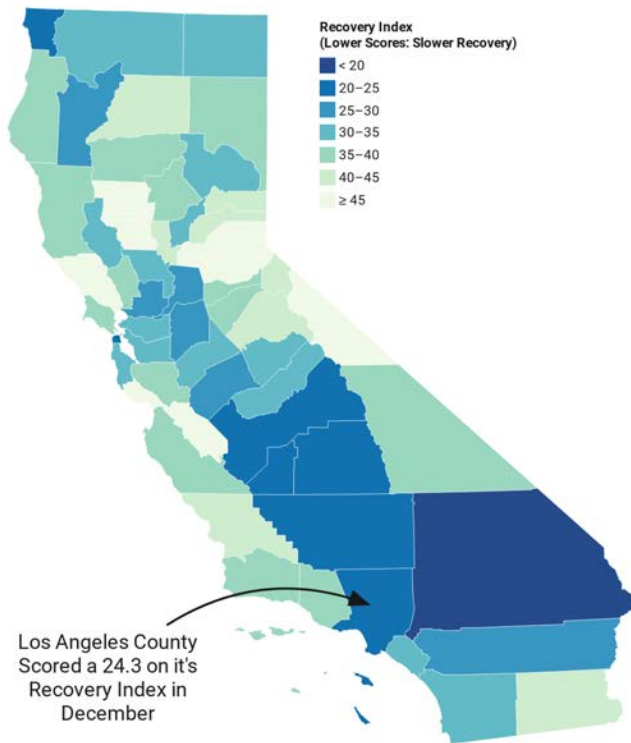 Recovery Index
(Lower Scores: Slower Recovery)
< 20
20–25
25–30
30–35
35–40
40–45
≥ 45
Los Angeles County
Scored a 24.3 on it's
Recovery Index in
December